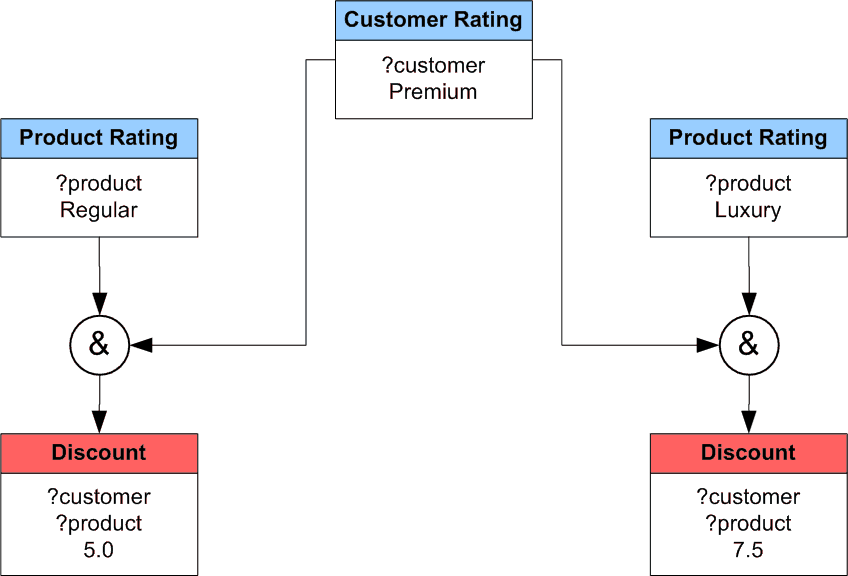 Customer Rating
?customer
Premium
Product Rating
?product
Regular
Product Rating
?product
Luxury
&
&
Discount
?customer
?product
5.0
Discount
?customer
?product
7.5